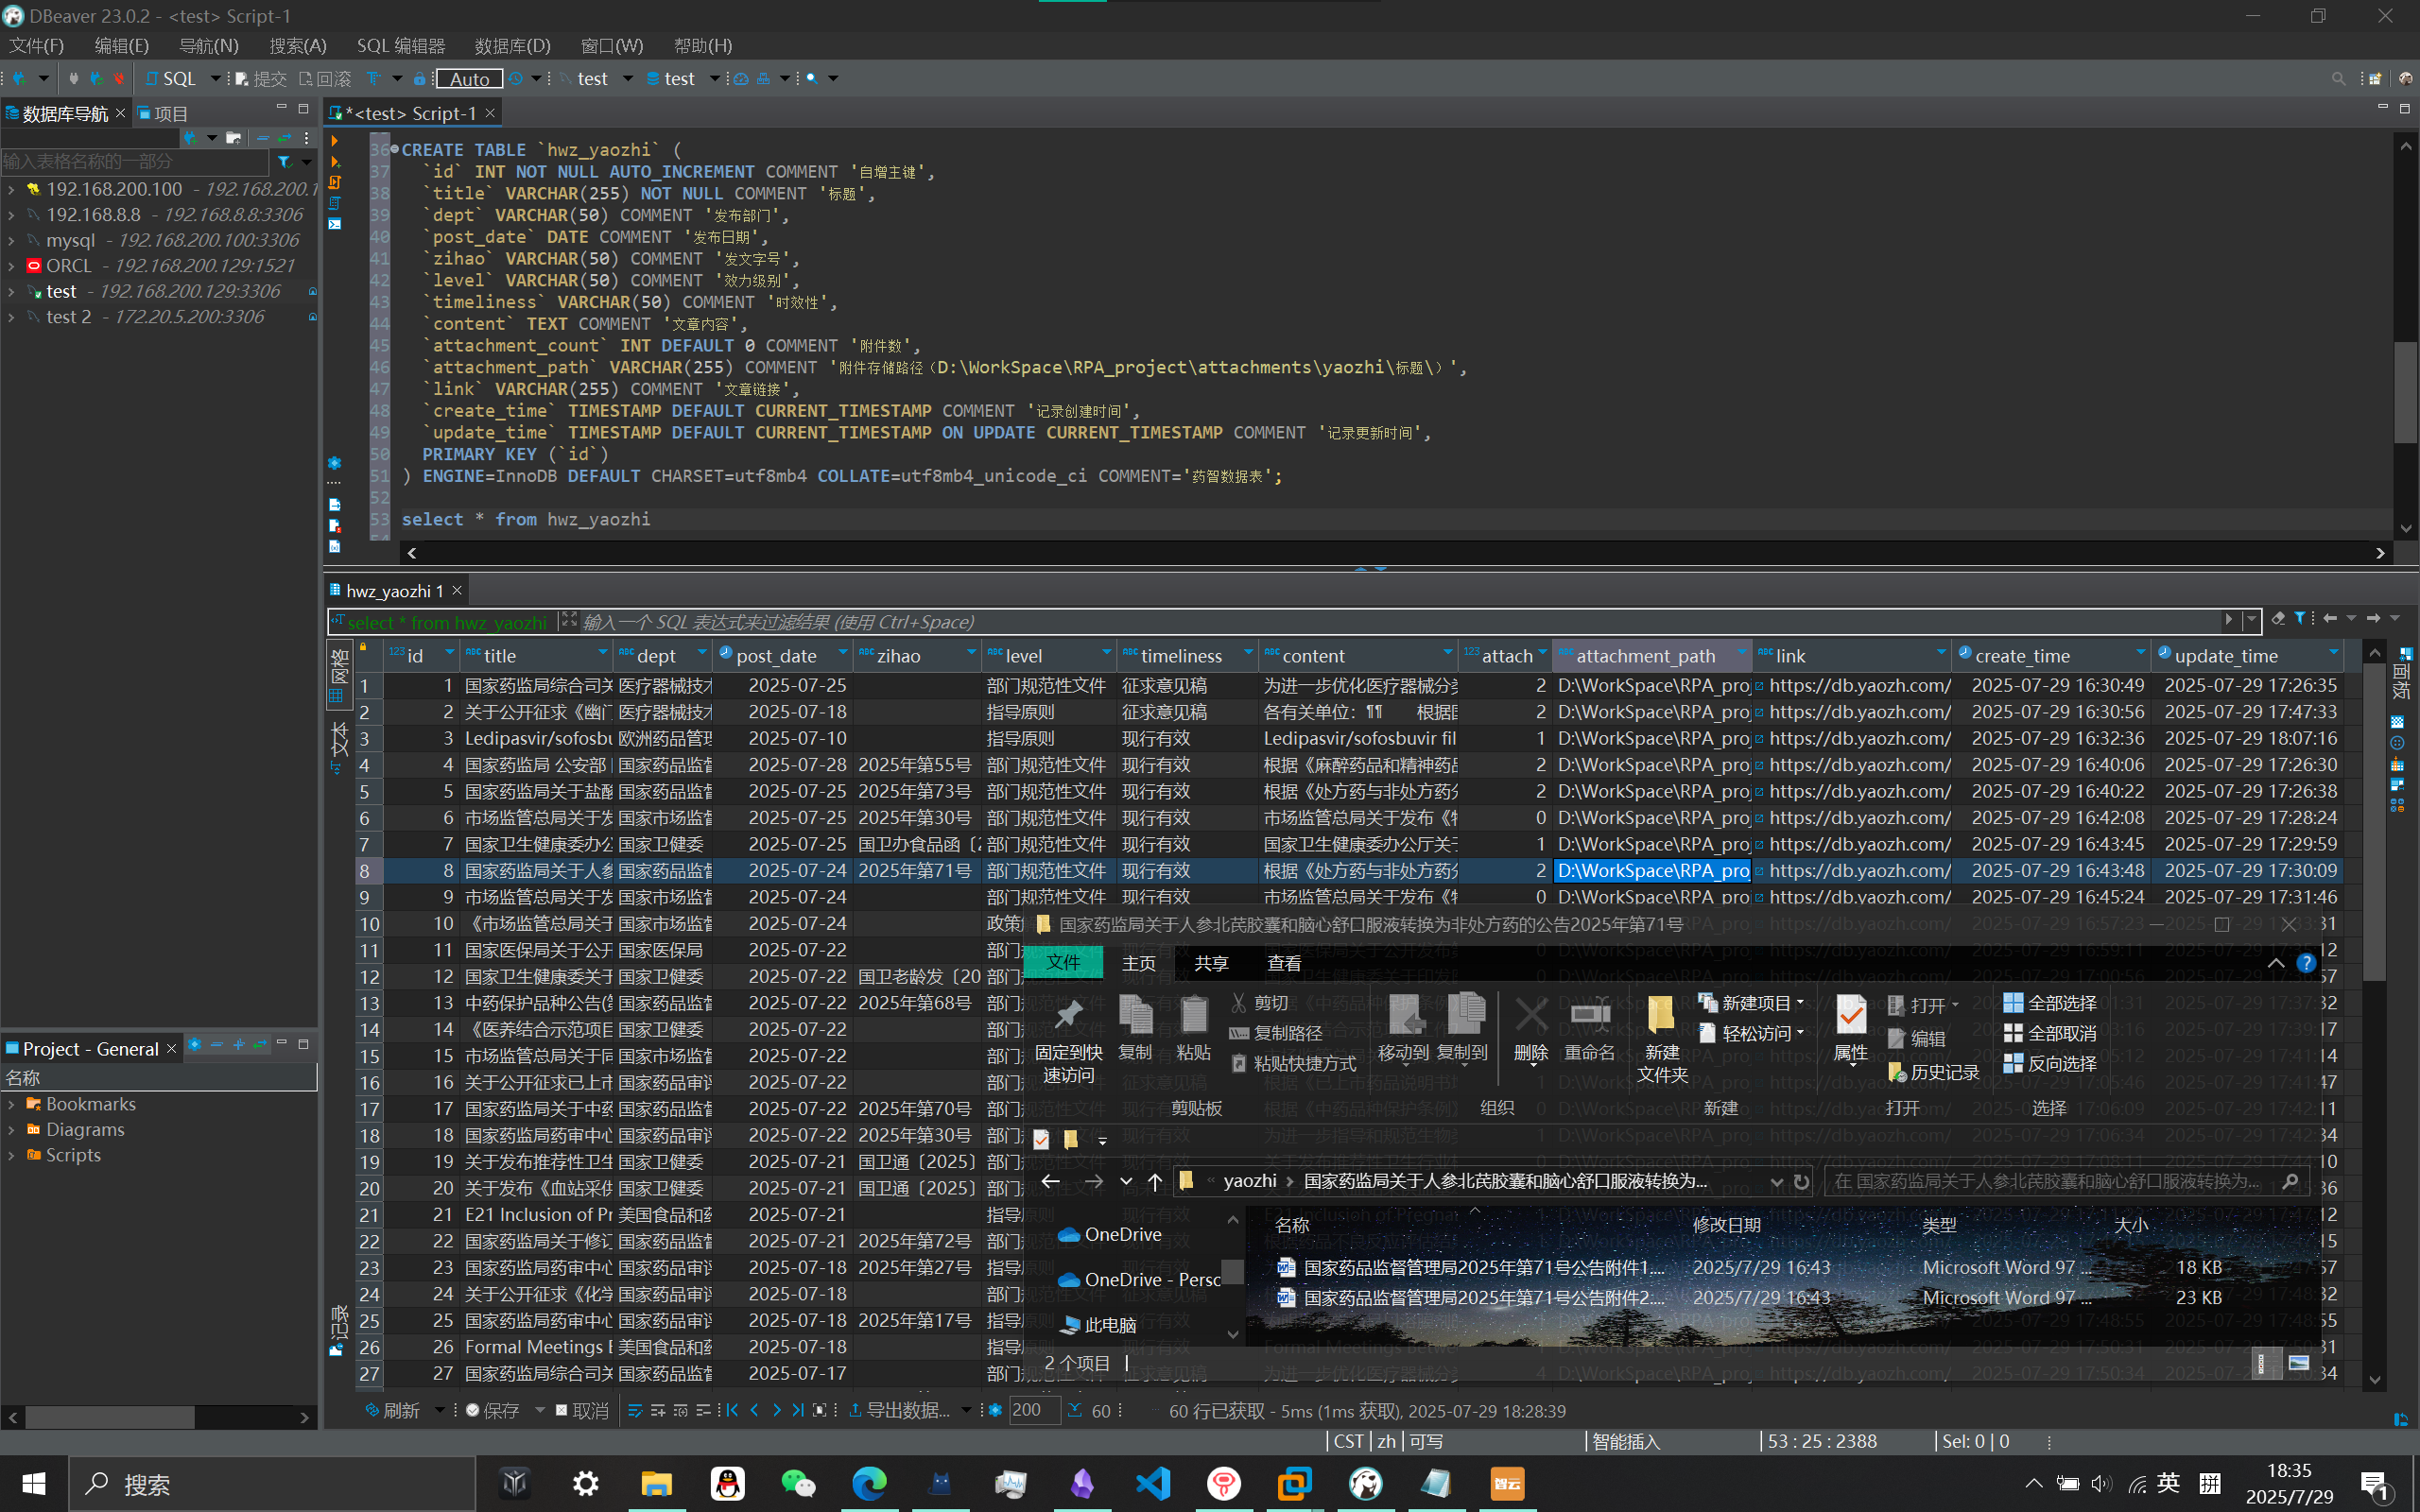 DBeaver 23.0.2 - <test> Script-1
文件(F) 编辑(E) 导航(N) 搜索(A) SQL 编辑器 数据库(D) 窗口(W) 帮助(H)
SQL 提交 回滚 Auto test test
数据库导航 项目
输入表格名称的一部分
192.168.200.100 - 192.168.200.1
192.168.8.8 - 192.168.8.8:3306
mysql - 192.168.200.100:3306
ORCL - 192.168.200.129:1521
test - 192.168.200.129:3306
test 2 - 172.20.5.200:3306
*<test> Script-1
36 CREATE TABLE `hwz_yaozhi` (
37 `id` INT NOT NULL AUTO_INCREMENT COMMENT '自增主键',
38 `title` VARCHAR(255) NOT NULL COMMENT '标题',
39 `dept` VARCHAR(50) COMMENT '发布部门',
40 `post_date` DATE COMMENT '发布日期',
41 `zihao` VARCHAR(50) COMMENT '发文字号',
42 `level` VARCHAR(50) COMMENT '效力级别',
43 `timeliness` VARCHAR(50) COMMENT '时效性',
44 `content` TEXT COMMENT '文章内容',
45 `attachment_count` INT DEFAULT 0 COMMENT '附件数',
46 `attachment_path` VARCHAR(255) COMMENT '附件存储路径（D:\WorkSpace\RPA_project\attachments\yaozhi\标题\）',
47 `link` VARCHAR(255) COMMENT '文章链接',
48 `create_time` TIMESTAMP DEFAULT CURRENT_TIMESTAMP COMMENT '记录创建时间',
49 `update_time` TIMESTAMP DEFAULT CURRENT_TIMESTAMP ON UPDATE CURRENT_TIMESTAMP COMMENT '记录更新时间',
50 PRIMARY KEY (`id`)
51 ) ENGINE=InnoDB DEFAULT CHARSET=utf8mb4 COLLATE=utf8mb4_unicode_ci COMMENT='药智数据表';
52
53 select * from hwz_yaozhi
hwz_yaozhi 1
select * from hwz_yaozhi 输入一个 SQL 表达式来过滤结果 (使用 Ctrl+Space)
网格
文本
记录
面板
id title dept post_date zihao level timeliness content attach attachment_path link create_time update_time
1 1 国家药监局综合司关 医疗器械技术 2025-07-25 部门规范性文件 征求意见稿 为进一步优化医疗器械分类 2 D:\WorkSpace\RPA_proj https://db.yaozh.com/ 2025-07-29 16:30:49 2025-07-29 17:26:35
2 2 关于公开征求《幽门 医疗器械技术 2025-07-18 指导原则 征求意见稿 各有关单位：¶¶ 根据国 2 D:\WorkSpace\RPA_proj https://db.yaozh.com/ 2025-07-29 16:30:56 2025-07-29 17:47:33
3 3 Ledipasvir/sofosbu 欧洲药品管理 2025-07-10 指导原则 现行有效 Ledipasvir/sofosbuvir fil 1 D:\WorkSpace\RPA_proj https://db.yaozh.com/ 2025-07-29 16:32:36 2025-07-29 18:07:16
4 4 国家药监局 公安部 国家药品监督 2025-07-28 2025年第55号 部门规范性文件 现行有效 根据《麻醉药品和精神药品 2 D:\WorkSpace\RPA_proj https://db.yaozh.com/ 2025-07-29 16:40:06 2025-07-29 17:26:30
5 5 国家药监局关于盐酸 国家药品监督 2025-07-25 2025年第73号 部门规范性文件 现行有效 根据《处方药与非处方药分 2 D:\WorkSpace\RPA_proj https://db.yaozh.com/ 2025-07-29 16:40:22 2025-07-29 17:26:38
6 6 市场监管总局关于发 国家市场监督 2025-07-25 2025年第30号 部门规范性文件 现行有效 市场监管总局关于发布《特 0 D:\WorkSpace\RPA_proj https://db.yaozh.com/ 2025-07-29 16:42:08 2025-07-29 17:28:24
7 7 国家卫生健康委办公 国家卫健委 2025-07-25 国卫办食品函〔2 部门规范性文件 现行有效 国家卫生健康委办公厅关于 1 D:\WorkSpace\RPA_proj https://db.yaozh.com/ 2025-07-29 16:43:45 2025-07-29 17:29:59
8 8 国家药监局关于人参 国家药品监督 2025-07-24 2025年第71号 部门规范性文件 现行有效 根据《处方药与非处方药分 2 D:\WorkSpace\RPA_pro https://db.yaozh.com/ 2025-07-29 16:43:48 2025-07-29 17:30:09
9 9 市场监管总局关于发 国家市场监督 2025-07-24 部门规范性文件 现行有效 市场监管总局关于发布《特 0 D:\WorkSpace\RPA_proj https://db.yaozh.com/ 2025-07-29 16:45:24 2025-07-29 17:31:46
10 10 《市场监管总局关于 国家市场监督 2025-07-24 政策
11 11 国家医保局关于公开 国家医保局 2025-07-22 部门
12 12 国家卫生健康委关于 国家卫健委 2025-07-22 国卫老龄发〔20 部门
13 13 中药保护品种公告(第 国家药品监督 2025-07-22 2025年第68号 部门
14 14 《医养结合示范项目 国家卫健委 2025-07-22 部门
15 15 市场监管总局关于同 国家市场监督 2025-07-22 部门
16 16 关于公开征求已上市 国家药品审评 2025-07-22 部门
17 17 国家药监局关于中药 国家药品监督 2025-07-22 2025年第70号 部门
18 18 国家药监局药审中心 国家药品审评 2025-07-22 2025年第30号 部门
19 19 关于发布推荐性卫生 国家卫健委 2025-07-21 国卫通〔2025〕 部门
20 20 关于发布《血站采供 国家卫健委 2025-07-21 国卫通〔2025〕 部门
21 21 E21 Inclusion of Pr 美国食品和药 2025-07-21 指导
22 22 国家药监局关于修订 国家药品监督 2025-07-21 2025年第72号 部门
23 23 国家药监局药审中心 国家药品审评 2025-07-18 2025年第27号 指导
24 24 关于公开征求《化学 国家药品审评 2025-07-18 部门
25 25 国家药监局药审中心 国家药品审评 2025-07-18 2025年第17号 指导
26 26 Formal Meetings B 美国食品和药 2025-07-18 指导
27 27 国家药监局综合司关 国家药品监督 2025-07-17 部门
国家药监局关于人参北芪胶囊和脑心舒口服液转换为非处方药的公告2025年第71号
文件 主页 共享 查看
固定到快速访问 复制 粘贴 剪切 复制路径 粘贴快捷方式 移动到 复制到 删除 重命名 新建文件夹 新建项目 轻松访问 属性 打开 编辑 历史记录 全部选择 全部取消 反向选择
剪贴板 组织 新建 打开 选择
« yaozhi › 国家药监局关于人参北芪胶囊和脑心舒口服液转换为... 在 国家药监局关于人参北芪胶囊和脑心舒口服液转换为...
OneDrive
OneDrive - Persc
此电脑
名称 修改日期 类型 大小
国家药品监督管理局2025年第71号公告附件1.... 2025/7/29 16:43 Microsoft Word 97 ... 18 KB
国家药品监督管理局2025年第71号公告附件2.... 2025/7/29 16:43 Microsoft Word 97 ... 23 KB
2 个项目
Project - General
名称
Bookmarks
Diagrams
Scripts
刷新 保存 取消 导出数据... 200 60 60 行已获取 - 5ms (1ms 获取), 2025-07-29 18:28:39
CST zh 可写 智能插入 53 : 25 : 2388 Sel: 0 | 0
搜索 智云 英 拼 18:35
2025/7/29 1